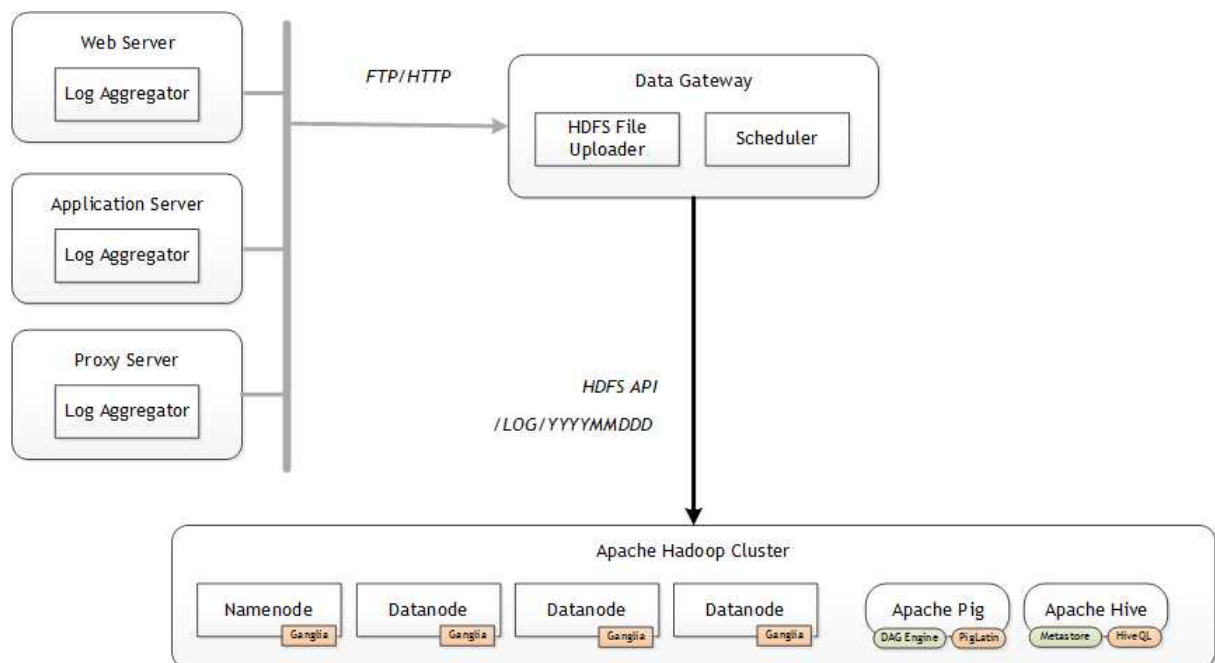 Web Server
Log Aggregator
Application Server
Log Aggregator
Proxy Server
Log Aggregator
FTP/HTTP
Data Gateway
HDFS File
Uploader
Scheduler
HDFS API
/LOG/YYYYMMDDD
Apache Hadoop Cluster
Namenode
Ganglia
Datanode
Ganglia
Datanode
Ganglia
Datanode
Ganglia
Apache Pig
DAG Engine
PigLatin
Apache Hive
Metastore
HiveQL